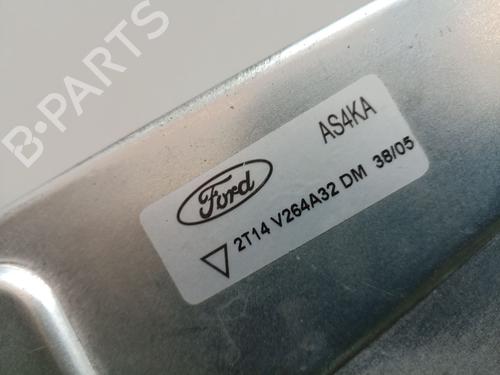 B-PARTS
AS4KA
Ford
2T14 V264A32 DM 38/05